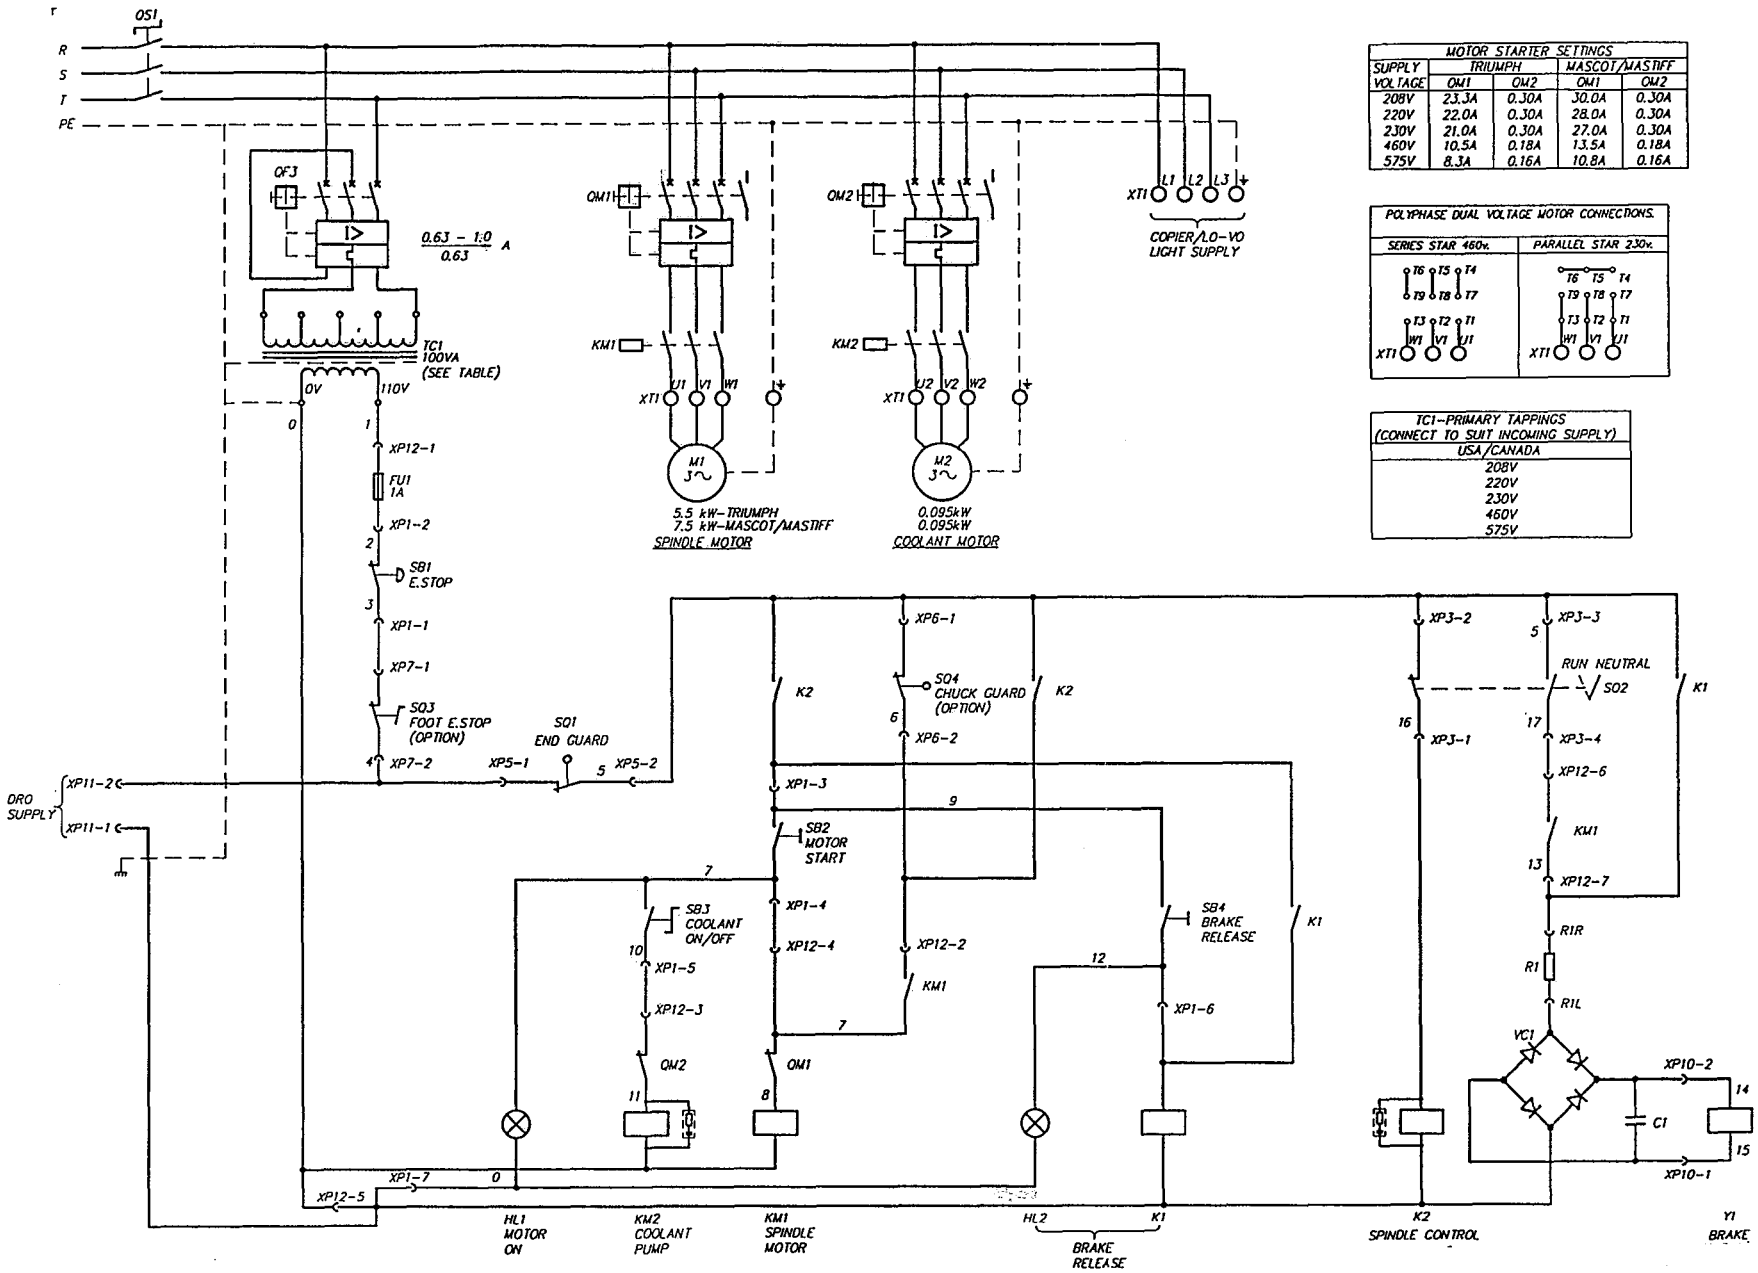 QS1
R
S
T
PE
QF3
0.63 - 1.0 A
0.63
TC1
100VA
(SEE TABLE)
0V
110V
0
1
XP12-1
FU1
1A
XP1-2
2
SB1
E.STOP
3
XP1-1
XP7-1
SQ3
FOOT E.STOP
(OPTION)
4
XP7-2
QM1
I>
KM1
XT1
U1
V1
W1
M1
3~
5.5 kW-TRIUMPH
7.5 kW-MASCOT/MASTIFF
SPINDLE MOTOR
QM2
I>
KM2
XT1
U2
V2
W2
M2
3~
0.095kW
0.095kW
COOLANT MOTOR
XT1
L1
L2
L3
COPIER/LO-VO
LIGHT SUPPLY
MOTOR STARTER SETTINGS
SUPPLY VOLTAGE TRIUMPH MASCOT/MASTIFF
QM1 QM2 QM1 QM2
208V 23.3A 0.30A 30.0A 0.30A
220V 22.0A 0.30A 28.0A 0.30A
230V 21.0A 0.30A 27.0A 0.30A
460V 10.5A 0.18A 13.5A 0.18A
575V 8.3A 0.16A 10.8A 0.16A
POLYPHASE DUAL VOLTAGE MOTOR CONNECTIONS.
SERIES STAR 460v.
PARALLEL STAR 230v.
T6 T5 T4
T9 T8 T7
T3 T2 T1
W1 V1 U1
XT1
T6 T5 T4
T9 T8 T7
T3 T2 T1
W1 V1 U1
XT1
TC1-PRIMARY TAPPINGS
(CONNECT TO SUIT INCOMING SUPPLY)
USA/CANADA
208V
220V
230V
460V
575V
DRO
SUPPLY
XP11-2
XP11-1
XP5-1
SQ1
END GUARD
5
XP5-2
K2
XP1-3
9
SB2
MOTOR
START
7
XP1-4
XP12-4
SB3
COOLANT
ON/OFF
10
XP1-5
XP12-3
QM2
11
QM1
8
XP6-1
SQ4
CHUCK GUARD
(OPTION)
6
XP6-2
K2
XP12-2
KM1
7
SB4
BRAKE
RELEASE
K1
12
XP1-6
XP3-2
16
XP3-1
XP3-3
5
RUN NEUTRAL
SQ2
17
XP3-4
XP12-6
KM1
13
XP12-7
K1
R1R
R1
R1L
VC1
C1
XP10-2
14
15
XP10-1
XP1-7
0
XP12-5
HL1
MOTOR
ON
KM2
COOLANT
PUMP
KM1
SPINDLE
MOTOR
HL2
K1
BRAKE
RELEASE
K2
SPINDLE CONTROL
Y1
BRAKE